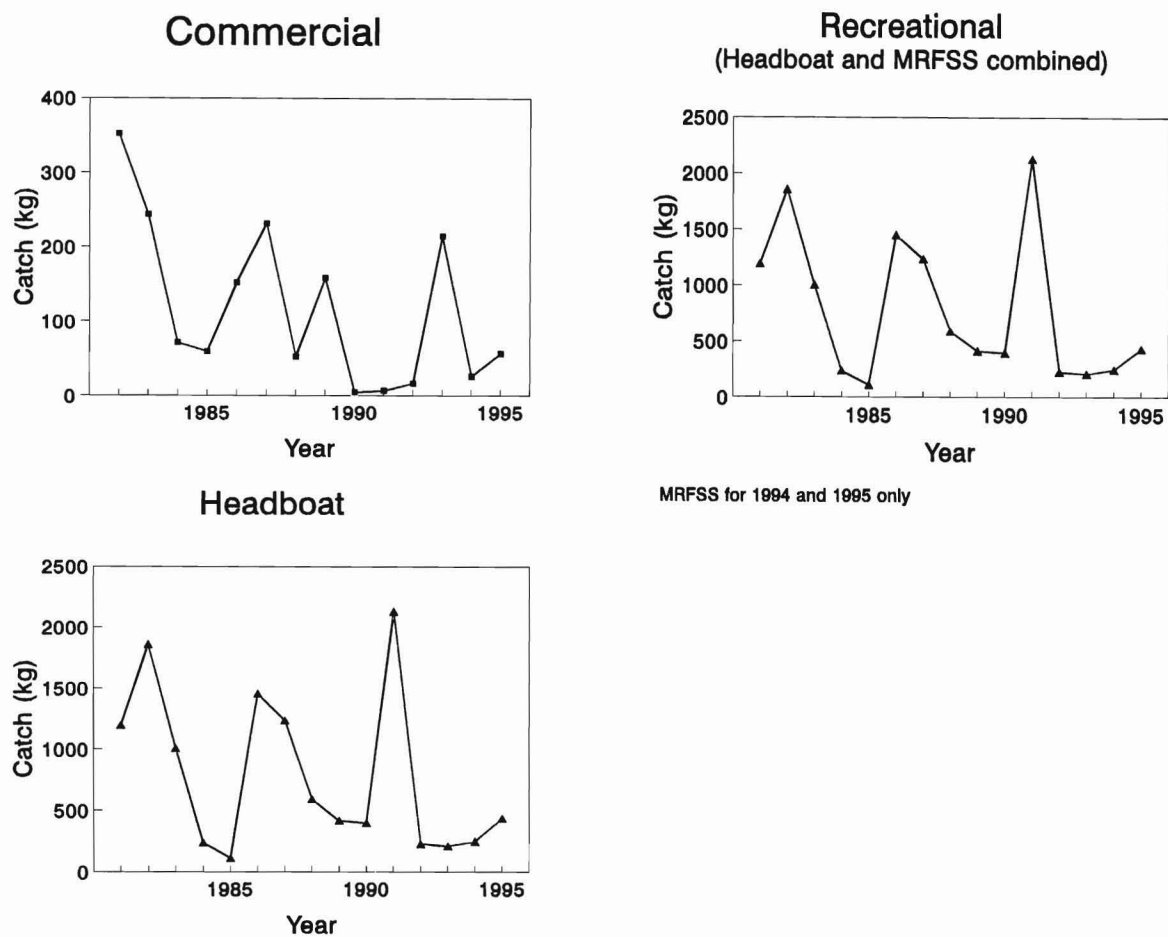 Commercial
400
300
200
100
0
Catch (kg)
1985
1990
1995
Year
Recreational
(Headboat and MRFSS combined)
2500
2000
1500
1000
500
0
Catch (kg)
1985
1990
1995
Year
MRFSS for 1994 and 1995 only
Headboat
2500
2000
1500
1000
500
0
Catch (kg)
1985
1990
1995
Year